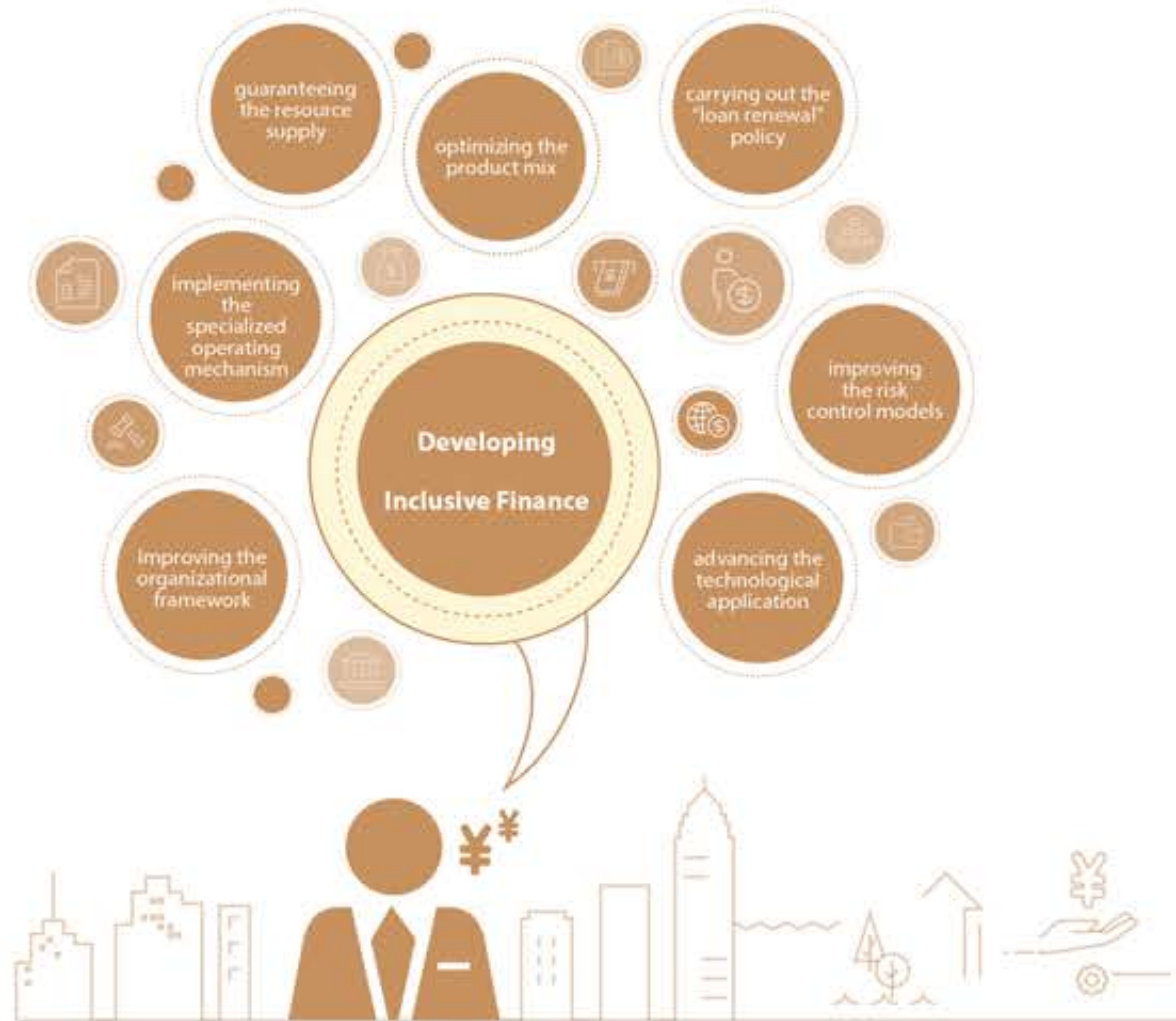 guaranteeing
the resource
supply
optimizing the
product mix
carrying out the
"loan renewal"
policy
implementing
the
specialized
operating
mechanism
improving
the risk
control models
Developing
Inclusive Finance
Improving the
organizational
framework
advancing the
technological
application
¥ ¥
¥